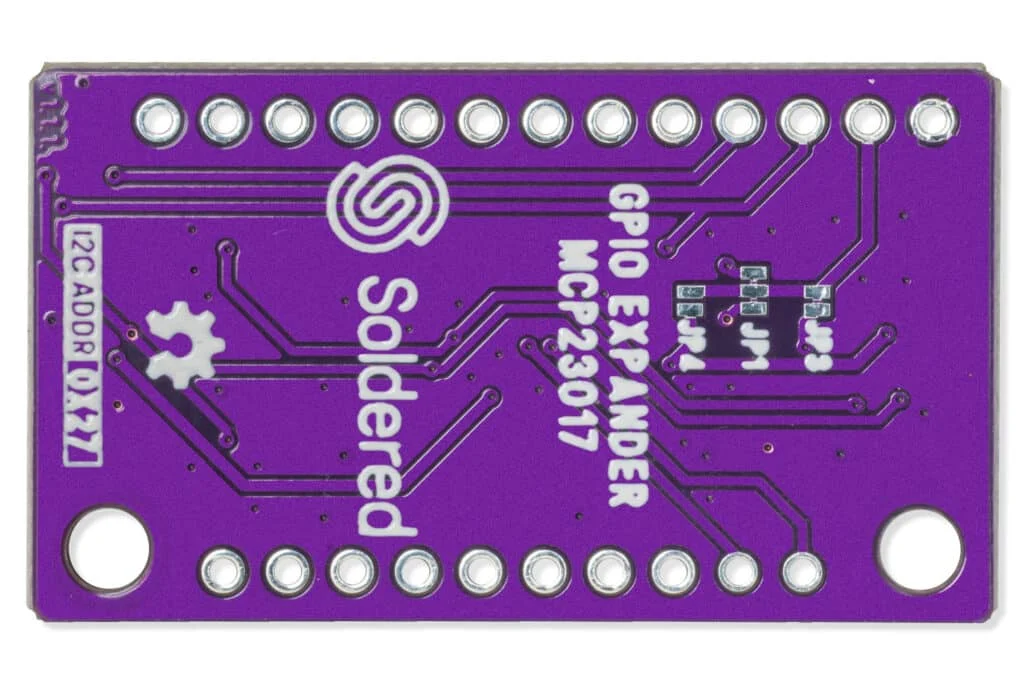 JP3
JP1
JP4
GPIO EXPANDER
MCP23017
Soldered
I2C ADDR 0X27